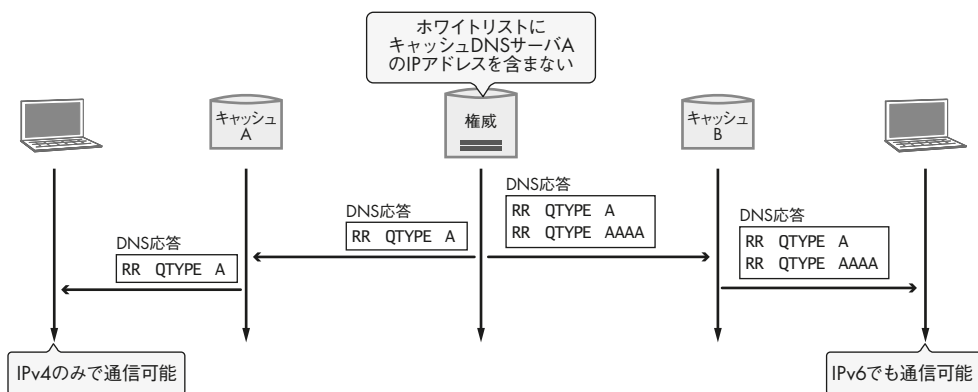 ホワイトリストに
キャッシュDNSサーバA
のIPアドレスを含まない
キャッシュ
A
権威
キャッシュ
B
DNS応答
RR QTYPE A
DNS応答
RR QTYPE A
DNS応答
RR QTYPE A
RR QTYPE AAAA
DNS応答
RR QTYPE A
RR QTYPE AAAA
IPv4のみで通信可能
IPv6でも通信可能